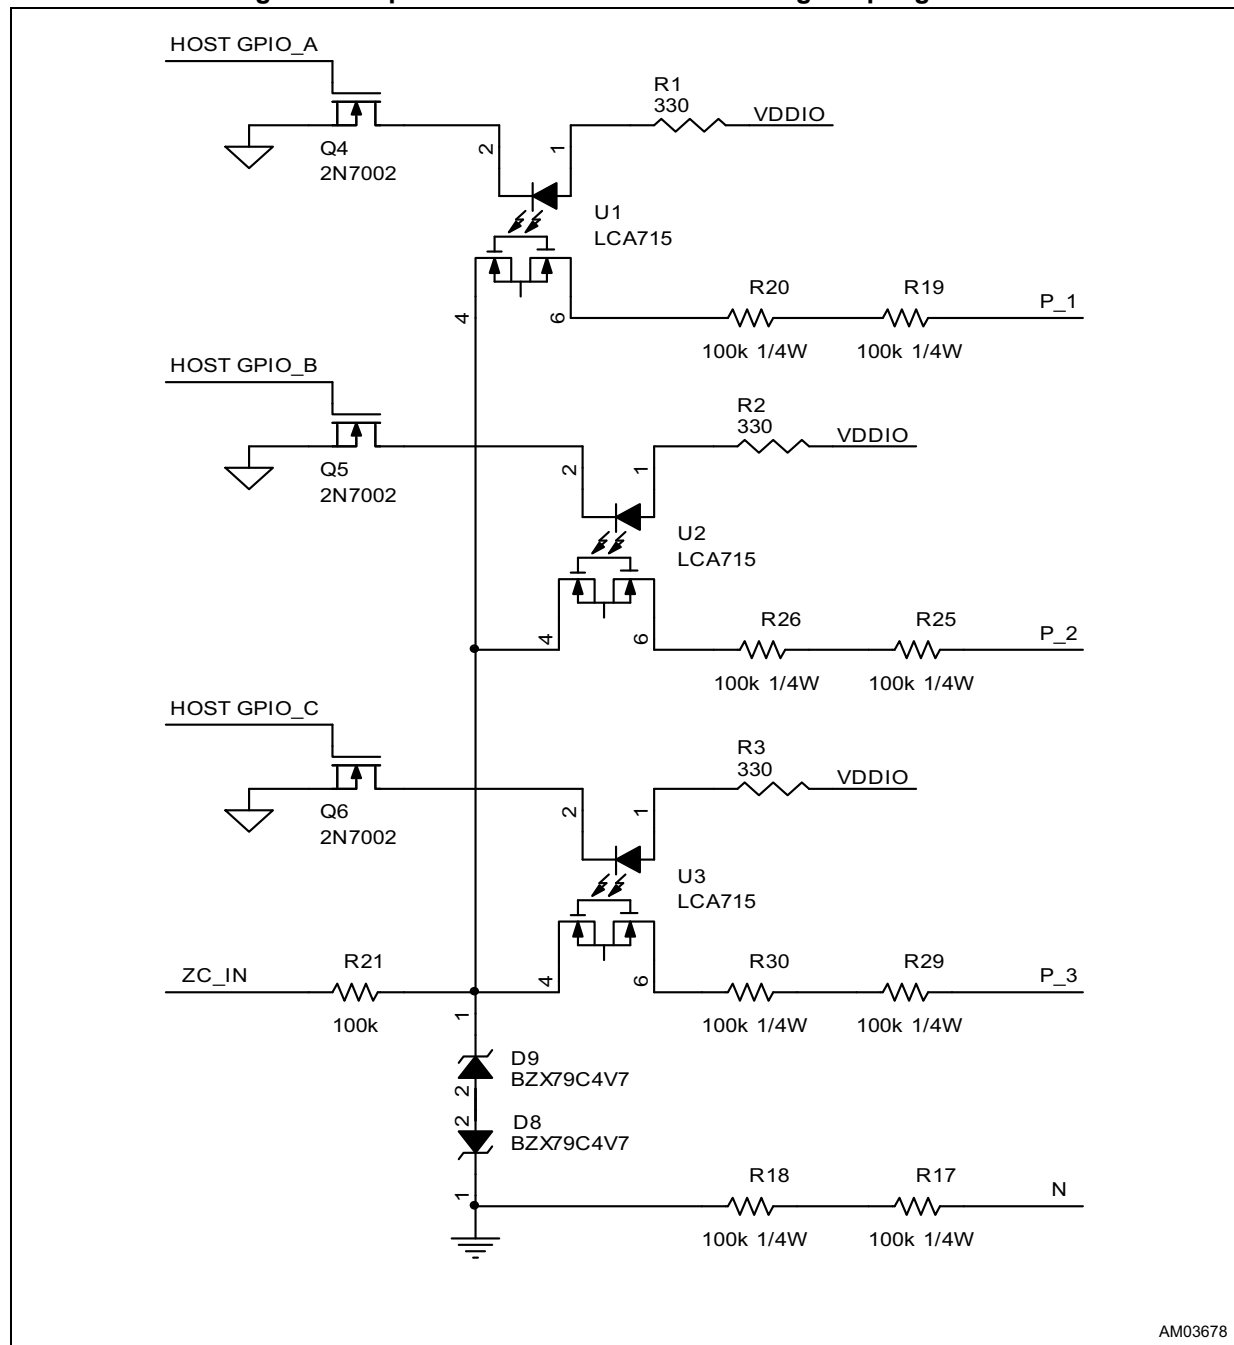 HOST GPIO_A
R1
330
VDDIO
Q4
2N7002
2
1
U1
LCA715
4
6
R20
R19
P_1
100k 1/4W
100k 1/4W
HOST GPIO_B
R2
330
VDDIO
Q5
2N7002
2
1
U2
LCA715
4
6
R26
R25
P_2
100k 1/4W
100k 1/4W
HOST GPIO_C
R3
330
VDDIO
Q6
2N7002
2
1
U3
LCA715
ZC_IN
R21
4
6
R30
R29
P_3
100k
100k 1/4W
100k 1/4W
1
D9
BZX79C4V7
2
2
D8
BZX79C4V7
1
R18
R17
N
100k 1/4W
100k 1/4W
AM03678